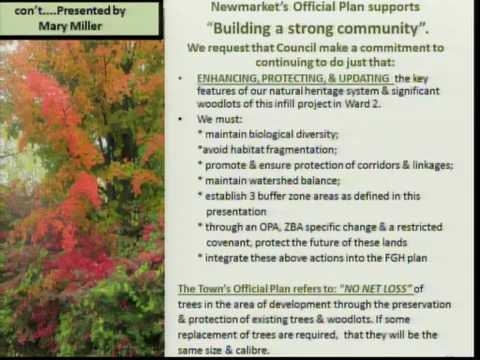 con't....Presented by
Mary Miller
Newmarket's Official Plan supports
"Building a strong community".
We request that Council make a commitment to
continuing to do just that:
• ENHANCING, PROTECTING, & UPDATING the key
features of our natural heritage system & significant
woodlots of this infill project in Ward 2.
• We must:
* maintain biological diversity;
*avoid habitat fragmentation;
* promote & ensure protection of corridors & linkages;
* maintain watershed balance;
* establish 3 buffer zone areas as defined in this
presentation
* through an OPA, ZBA specific change & a restricted
covenant, protect the future of these lands
* integrate these above actions into the FGH plan
The Town's Official Plan refers to: "NO NET LOSS" of
trees in the area of development through the preservation
& protection of existing trees & woodlots. If some
replacement of trees are required, that they will be the
same size & calibre.